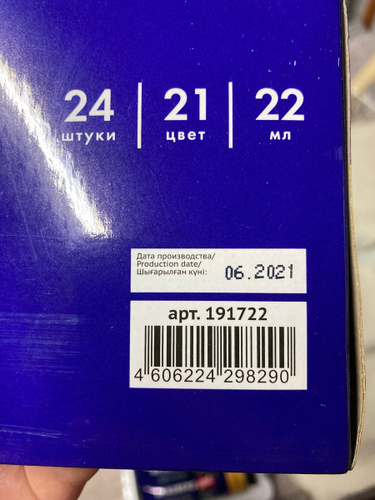 24 | 21 | 22
штуки | цвет | мл
Дата производства/
Production date/
Шығарылған күні:
06.2021
арт. 191722
4 606224 298290